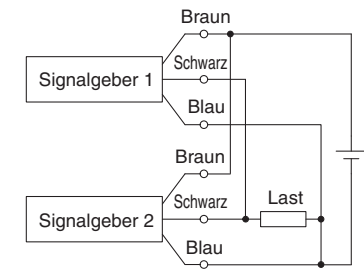 Braun
Signalgeber 1
Schwarz
Blau
Braun
Signalgeber 2
Schwarz
Last
Blau